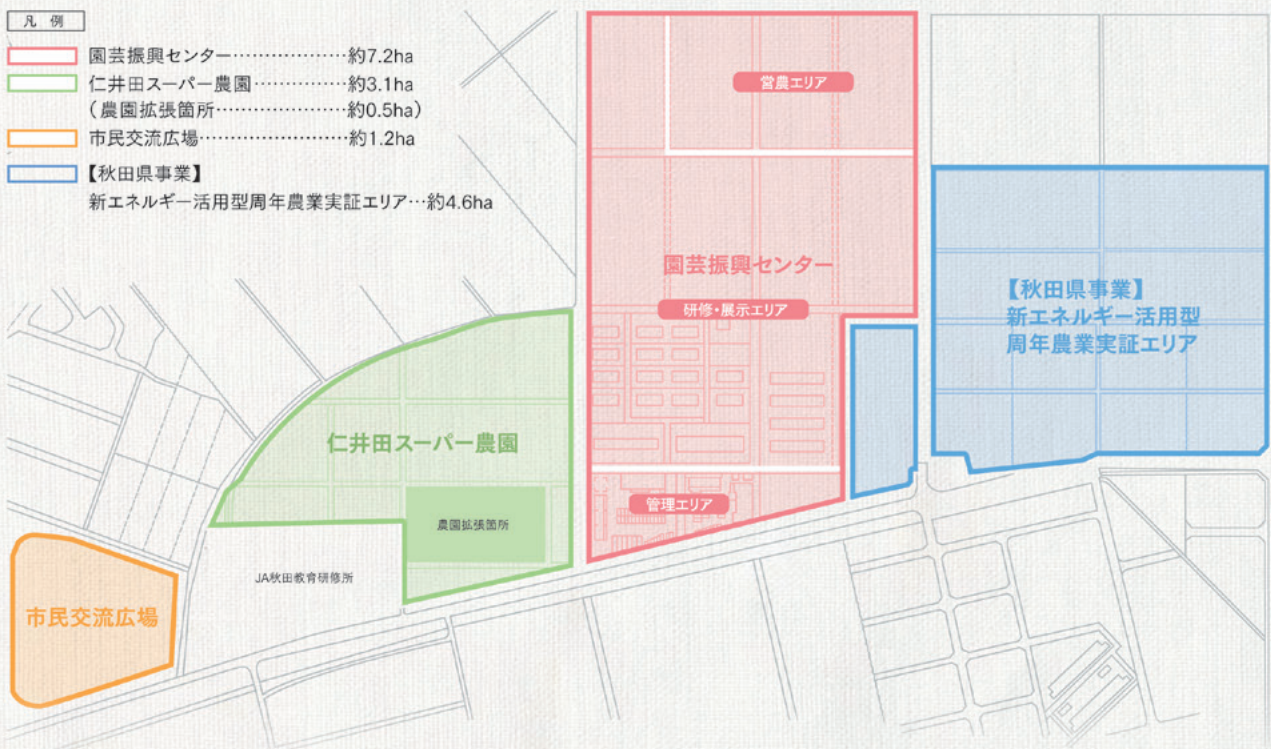 凡 例
園芸振興センター……………約7.2ha
仁井田スーパー農園…………約3.1ha
（農園拡張箇所………………約0.5ha）
市民交流広場…………………約1.2ha
【秋田県事業】
新エネルギー活用型周年農業実証エリア…約4.6ha
営農エリア
園芸振興センター
研修・展示エリア
管理エリア
【秋田県事業】
新エネルギー活用型
周年農業実証エリア
仁井田スーパー農園
農園拡張箇所
JA秋田教育研修所
市民交流広場